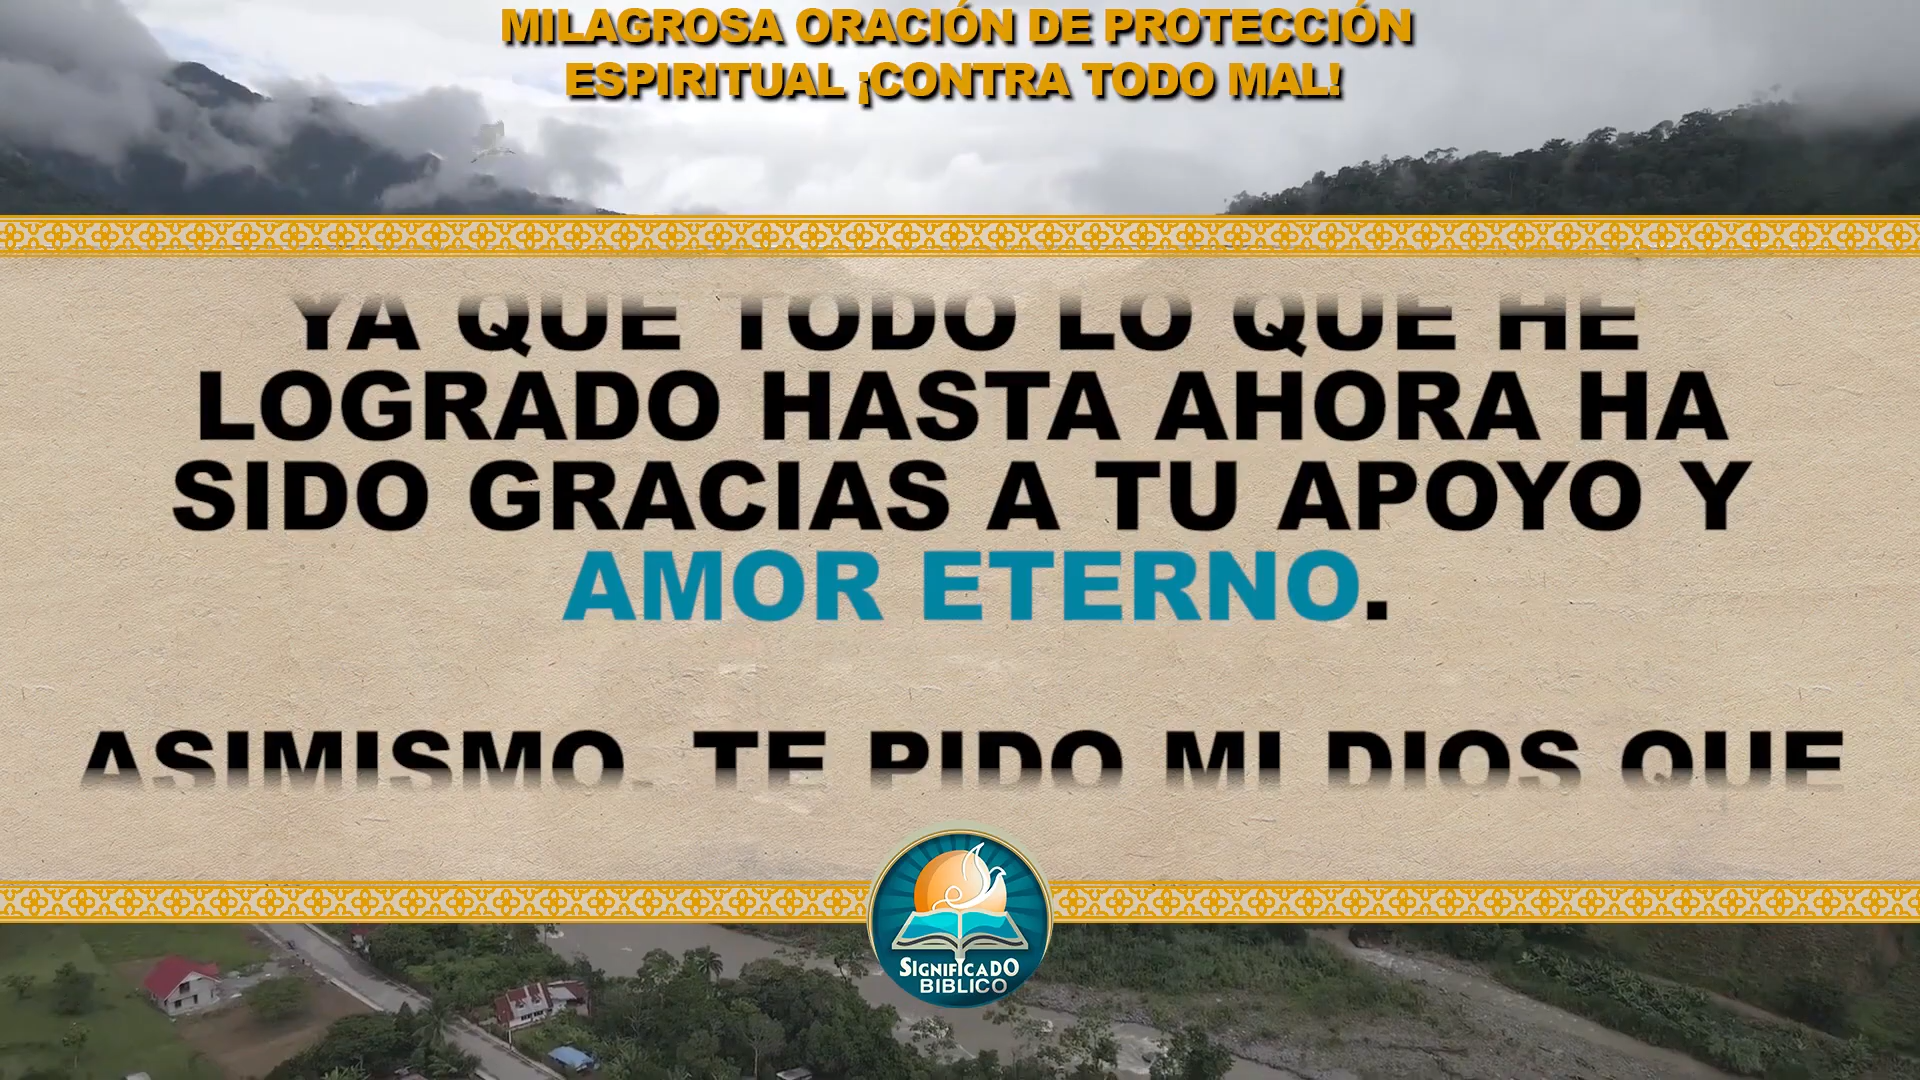 MILAGROSA ORACIÓN DE PROTECCIÓN
ESPIRITUAL ¡CONTRA TODO MAL!
YA QUE TODO LO QUE HE
LOGRADO HASTA AHORA HA
SIDO GRACIAS A TU APOYO Y
AMOR ETERNO.
ASIMISMO, TE PIDO MI DIOS QUE
SIGNIFICADO
BIBLICO